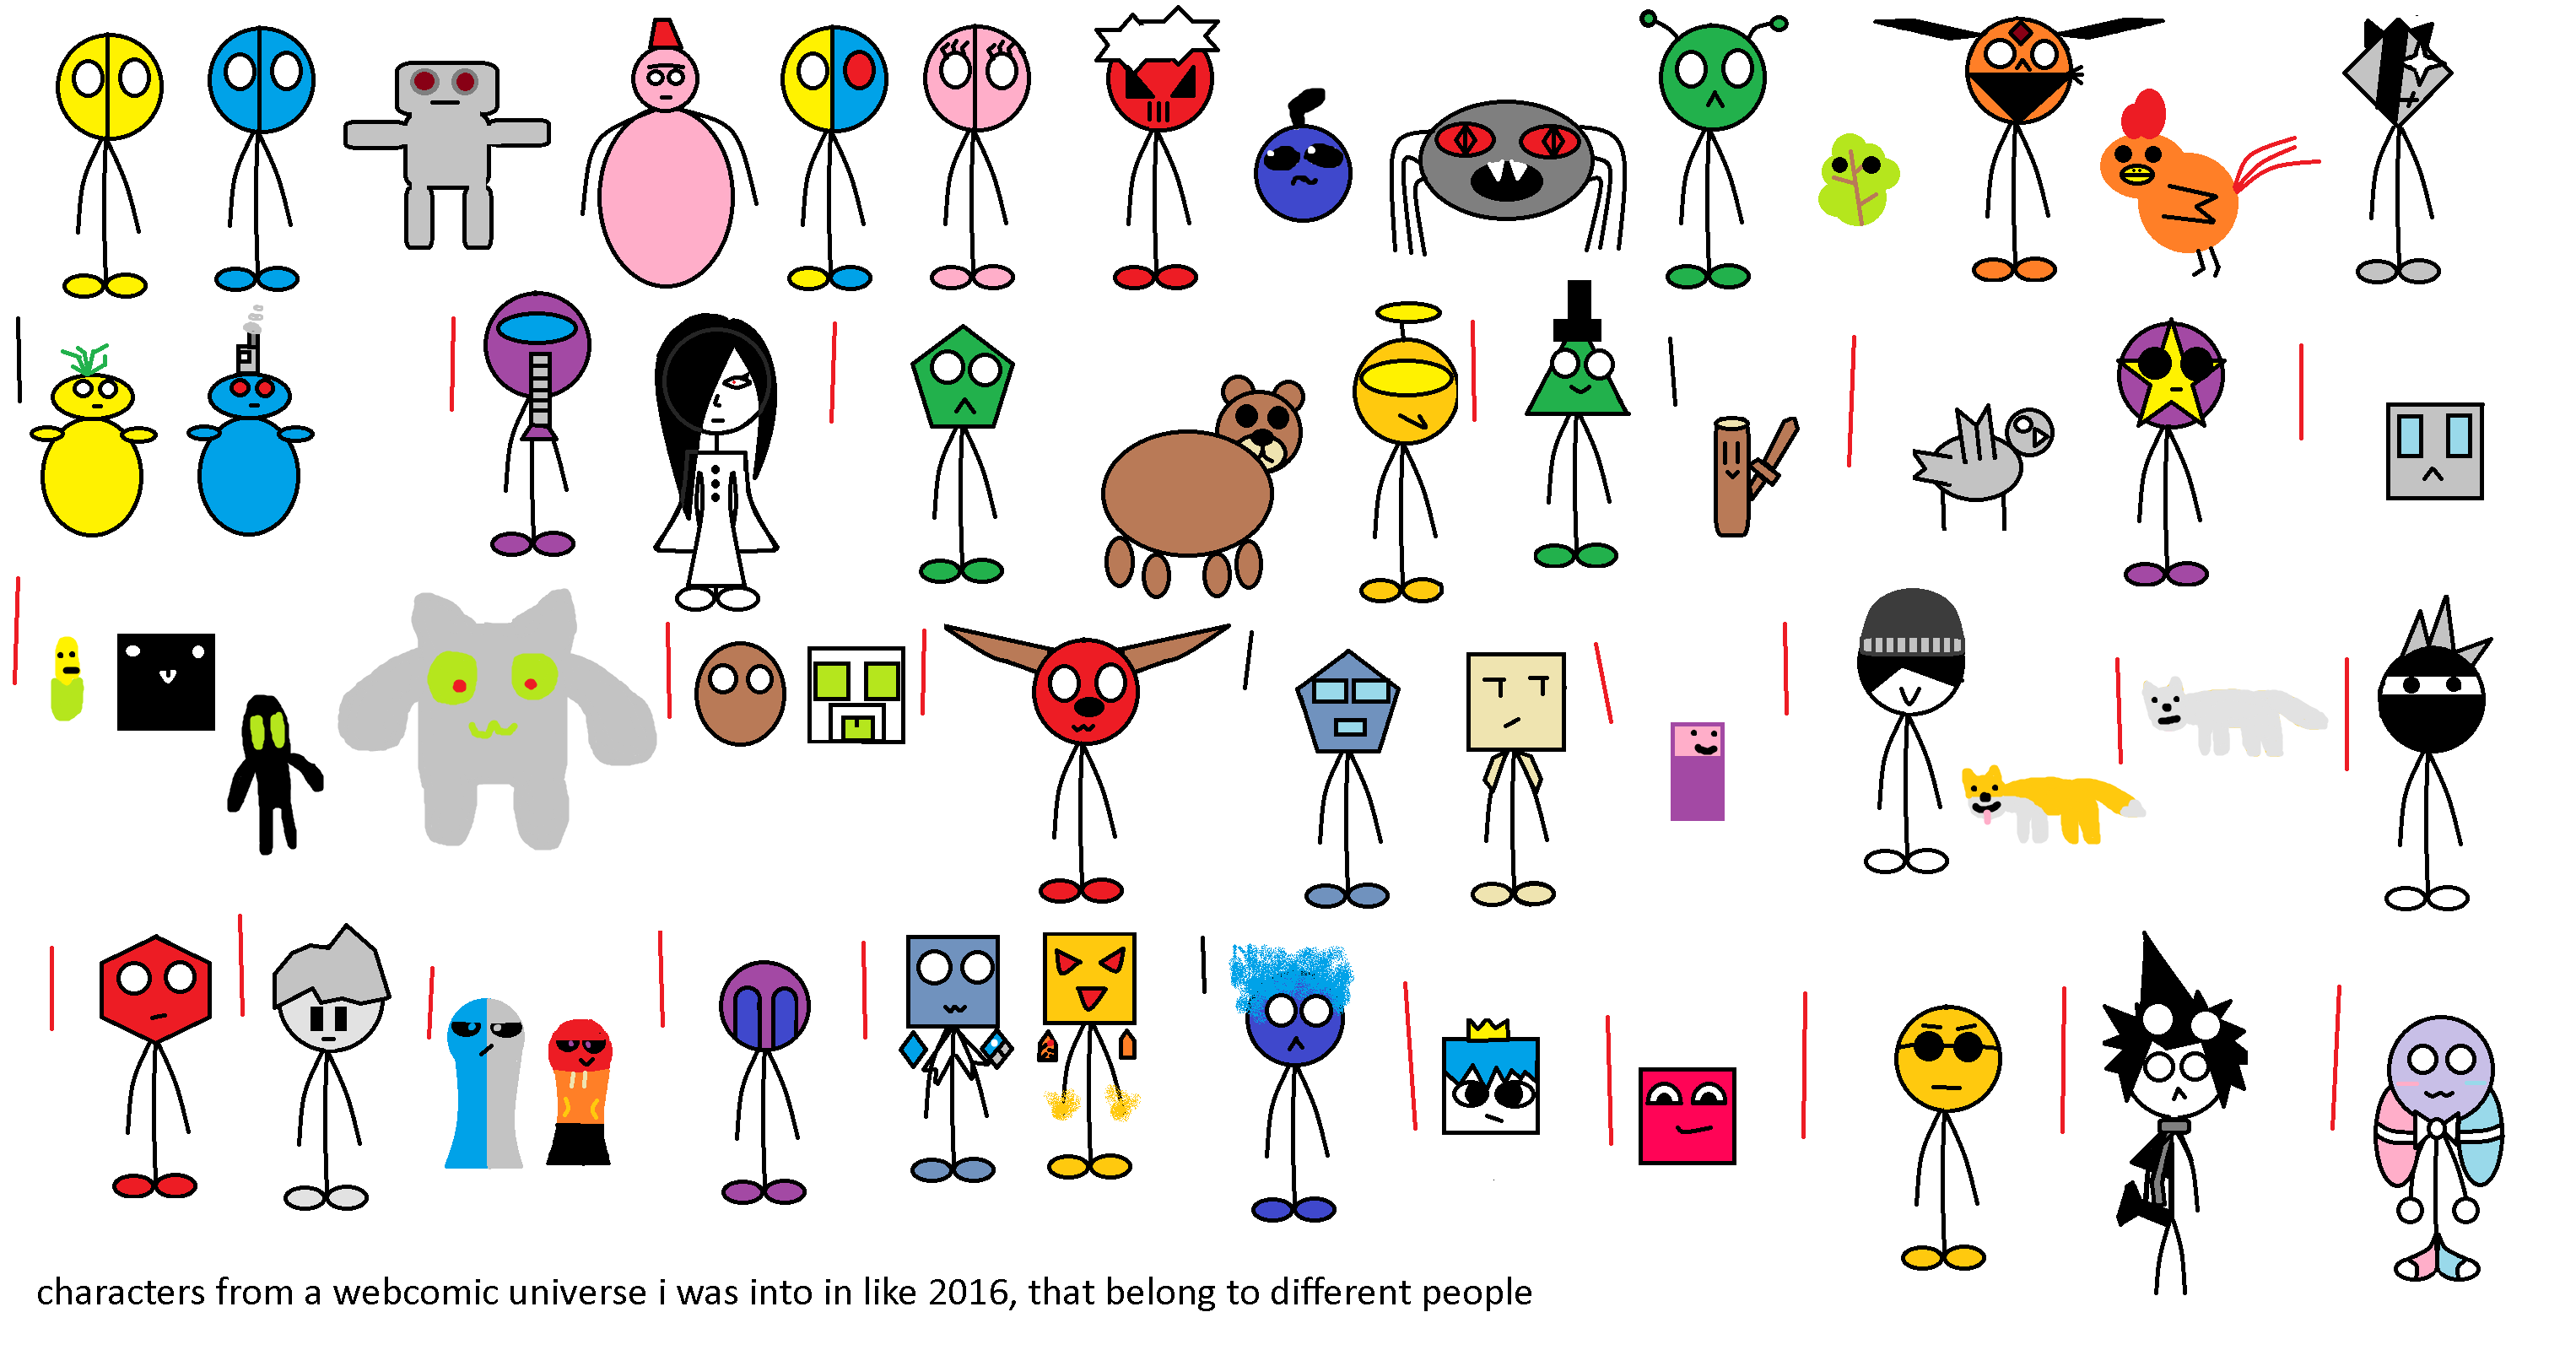 characters from a webcomic universe i was into in like 2016, that belong to different people